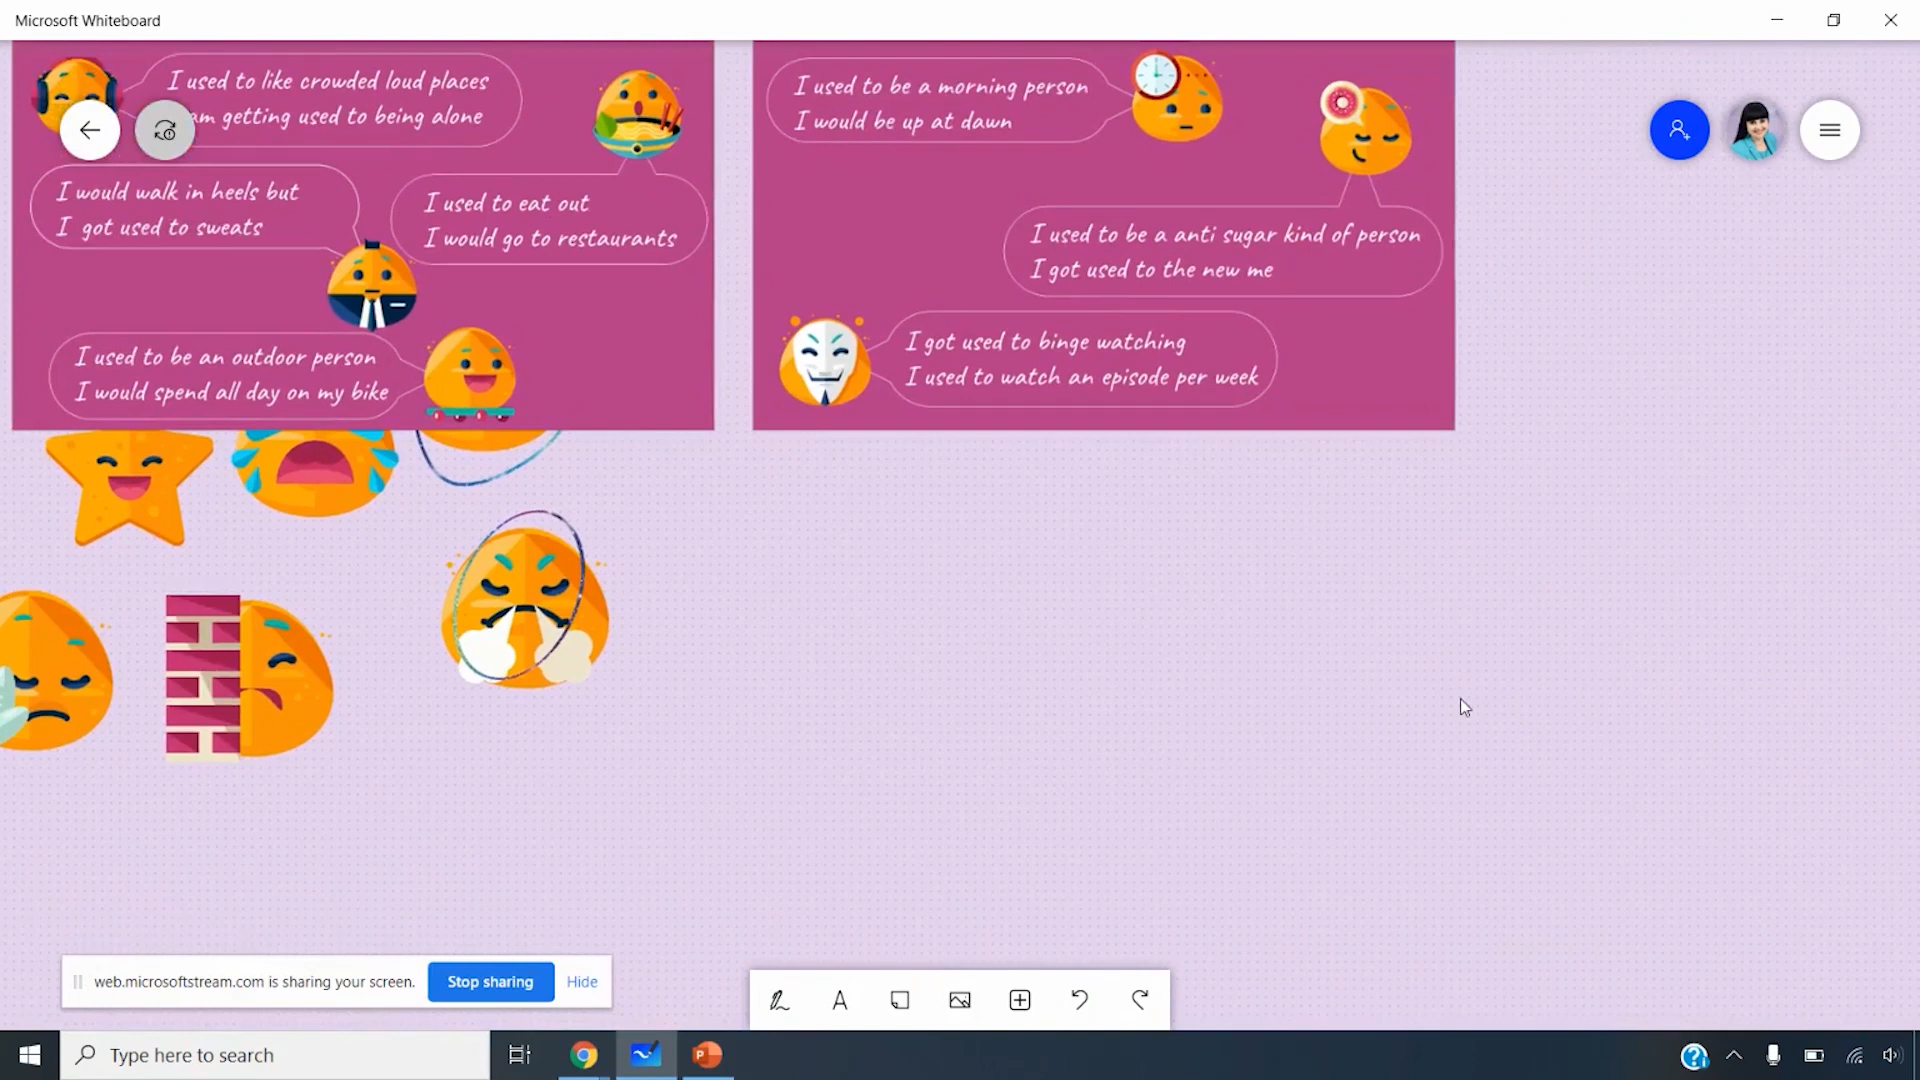 Microsoft Whiteboard
I used to like crowded loud places
am getting used to being alone
I would walk in heels but
I got used to sweats
I used to eat out
I would go to restaurants
I used to be an outdoor person
I would spend all day on my bike
I used to be a morning person
I would be up at dawn
I used to be a anti sugar kind of person
I got used to the new me
I got used to binge watching
I used to watch an episode per week
web.microsoftstream.com is sharing your screen.
Stop sharing
Hide
A
Type here to search